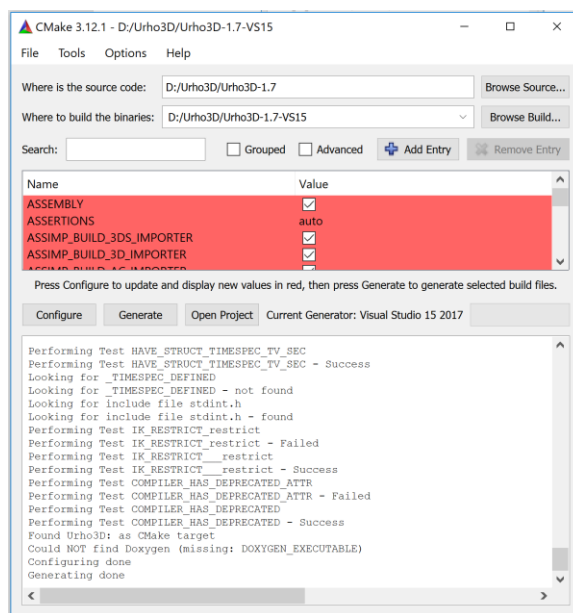 CMake 3.12.1 - D:/Urho3D/Urho3D-1.7-VS15
File Tools Options Help
Where is the source code: D:/Urho3D/Urho3D-1.7 Browse Source...
Where to build the binaries: D:/Urho3D/Urho3D-1.7-VS15 Browse Build...
Search: Grouped Advanced Add Entry Remove Entry
Name Value
ASSEMBLY
ASSERTIONS auto
ASSIMP_BUILD_3DS_IMPORTER
ASSIMP_BUILD_3D_IMPORTER
ASSIMP_BUILD_AC_IMPORTER
Press Configure to update and display new values in red, then press Generate to generate selected build files.
Configure Generate Open Project Current Generator: Visual Studio 15 2017
Performing Test HAVE_STRUCT_TIMESPEC_TV_SEC
Performing Test HAVE_STRUCT_TIMESPEC_TV_SEC - Success
Looking for _TIMESPEC_DEFINED
Looking for _TIMESPEC_DEFINED - not found
Looking for include file stdint.h
Looking for include file stdint.h - found
Performing Test IK_RESTRICT_restrict
Performing Test IK_RESTRICT_restrict - Failed
Performing Test IK_RESTRICT___restrict
Performing Test IK_RESTRICT___restrict - Success
Performing Test COMPILER_HAS_DEPRECATED_ATTR
Performing Test COMPILER_HAS_DEPRECATED_ATTR - Failed
Performing Test COMPILER_HAS_DEPRECATED
Performing Test COMPILER_HAS_DEPRECATED - Success
Found Urho3D: as CMake target
Could NOT find Doxygen (missing: DOXYGEN_EXECUTABLE)
Configuring done
Generating done